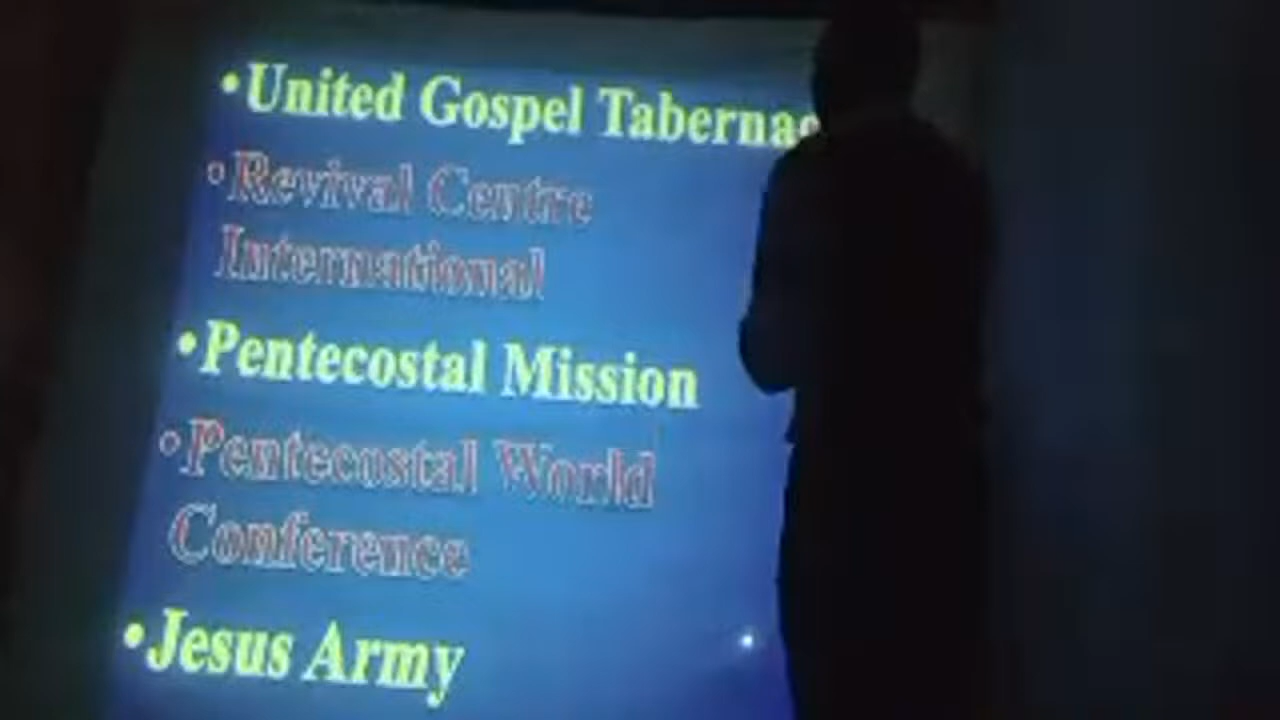 •United Gospel Tabernac
•Revival Centre
International
•Pentecostal Mission
•Pentecostal World
Conference
•Jesus Army